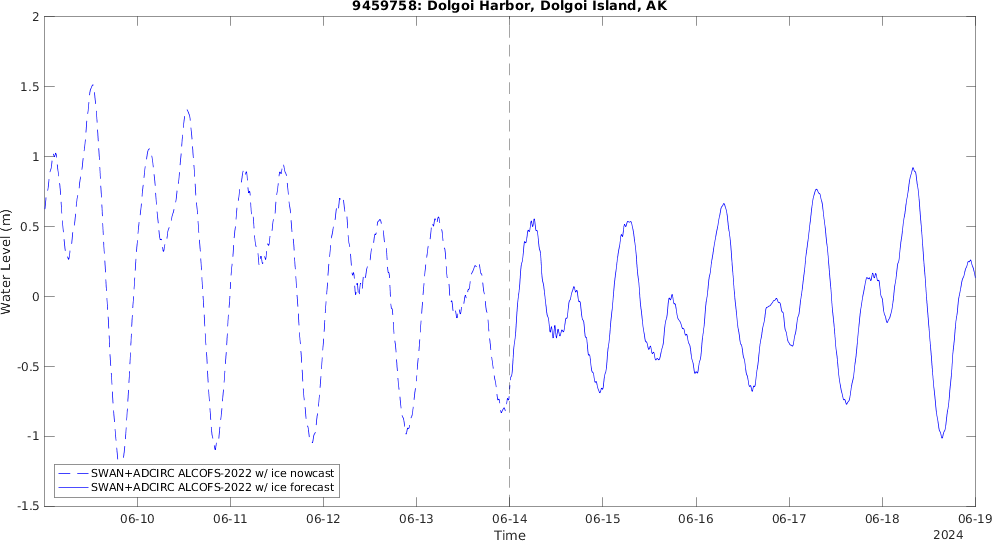 9459758: Dolgoi Harbor, Dolgoi Island, AK
2
1.5
1
0.5
0
-0.5
-1
-1.5
Water Level (m)
SWAN+ADCIRC ALCOFS-2022 w/ ice nowcast
SWAN+ADCIRC ALCOFS-2022 w/ ice forecast
06-10 06-11 06-12 06-13 06-14 06-15 06-16 06-17 06-18 06-19
Time
2024